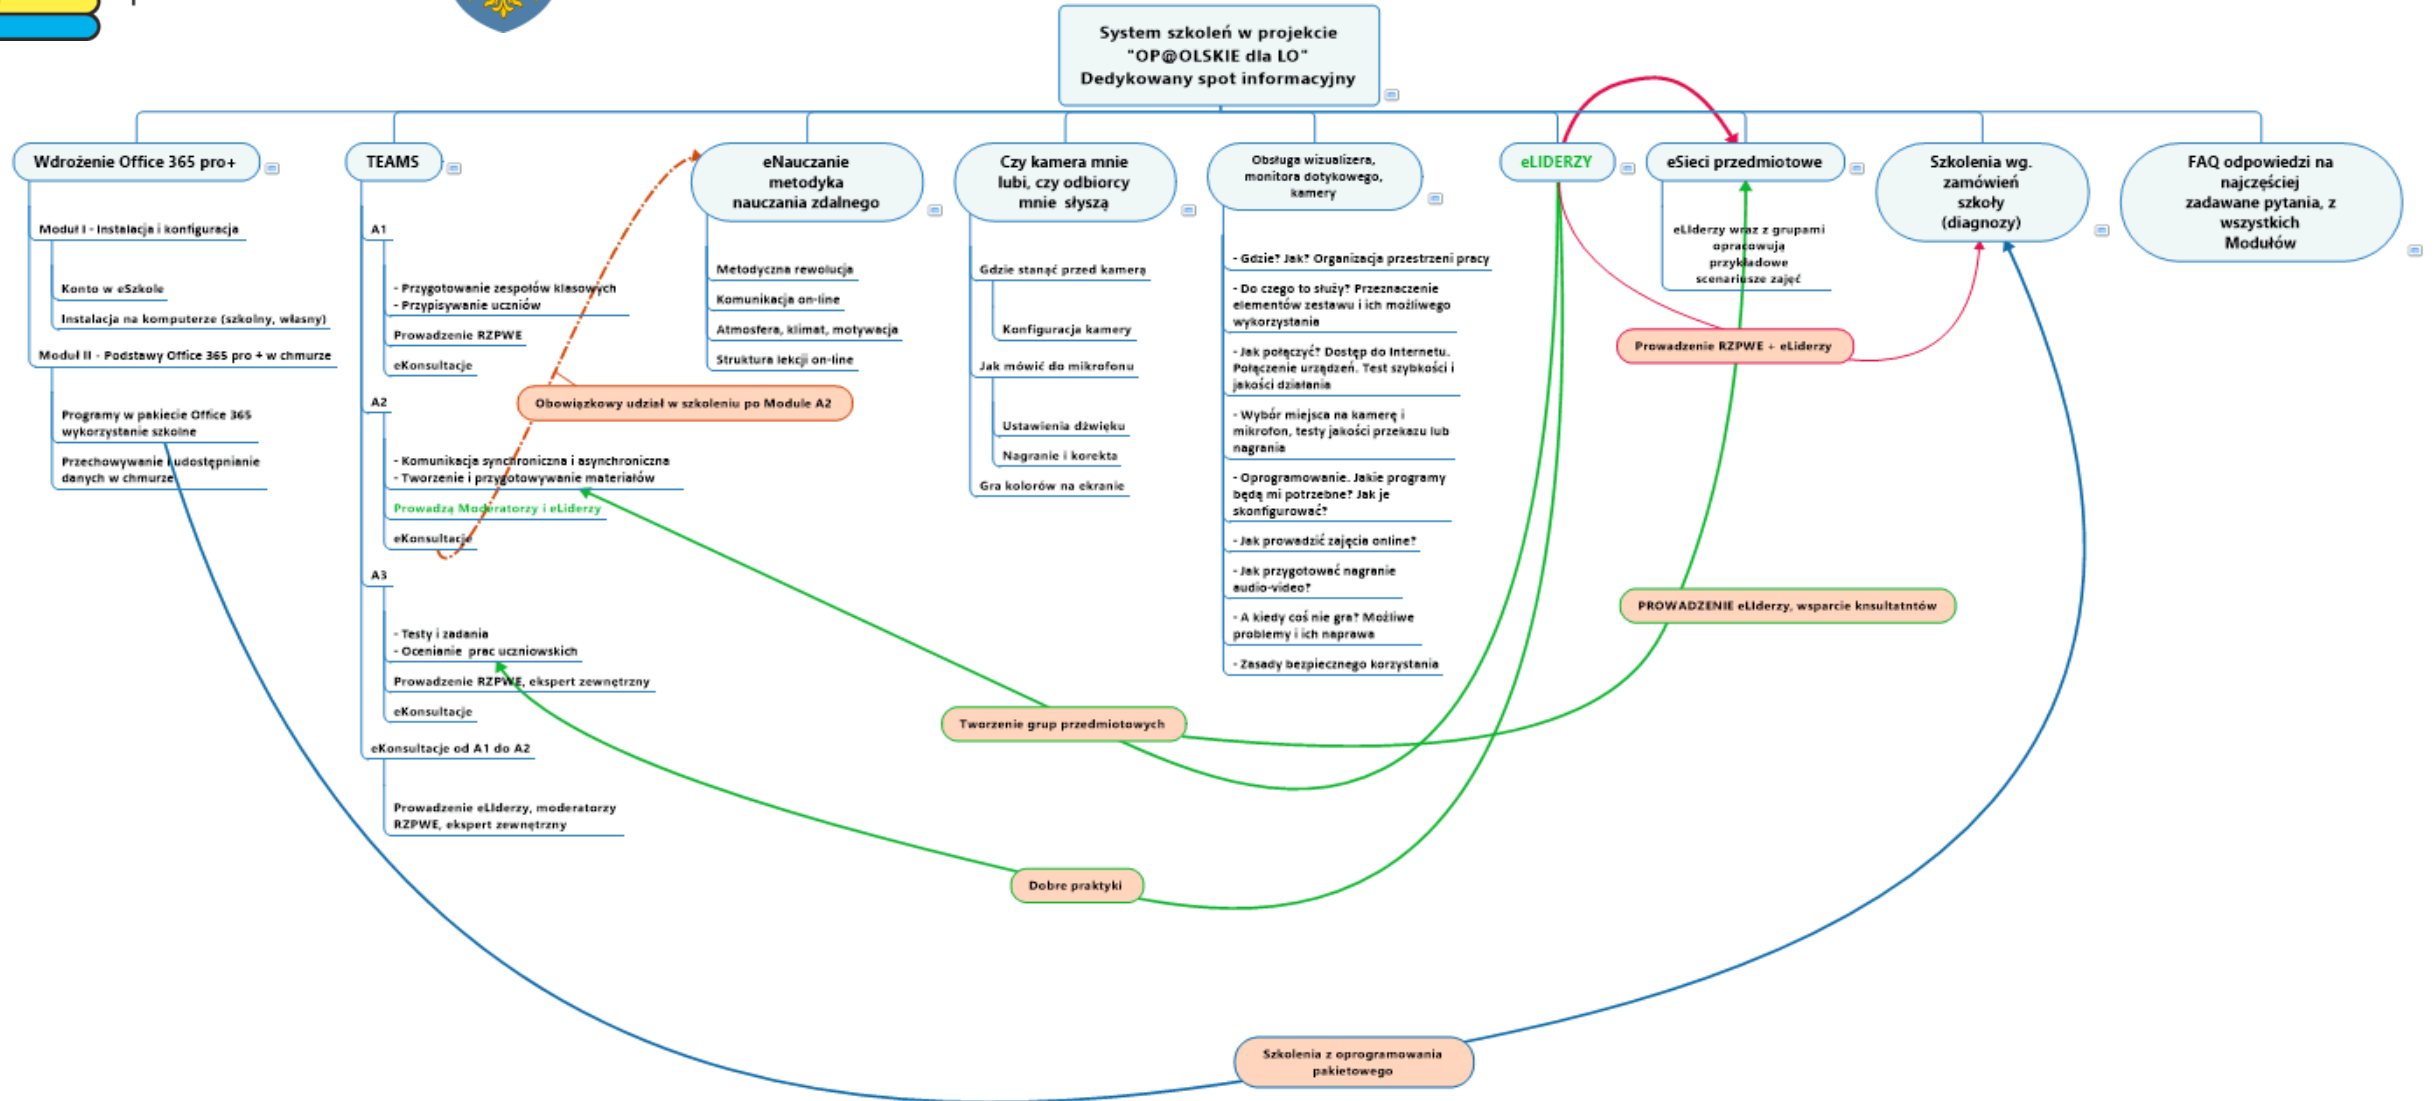 System szkoleń w projekcie
"OP@OLSKIE dla LO"
Dedykowany spot informacyjny
Wdrożenie Office 365 pro+
Moduł I - Instalacja i konfiguracja
Konto w eSzkole
Instalacja na komputerze (szkolny, własny)
Moduł II - Podstawy Office 365 pro + w chmurze
Programy w pakiecie Office 365
wykorzystanie szkolne
Przechowywanie i udostępnianie
danych w chmurze
TEAMS
A1
- Przygotowanie zespołów klasowych
- Przypisywanie uczniów
Prowadzenie RZPWE
eKonsultacje
A2
- Komunikacja synchroniczna i asynchroniczna
- Tworzenie i przygotowywanie materiałów
Prowadzą Moderatorzy i eLiderzy
eKonsultacje
A3
- Testy i zadania
- Ocenianie prac uczniowskich
Prowadzenie RZPWE, ekspert zewnętrzny
eKonsultacje
eKonsultacje od A1 do A2
Prowadzenie eLIderzy, moderatorzy
RZPWE, ekspert zewnętrzny
eNauczanie
metodyka
nauczania zdalnego
Metodyczna rewolucja
Komunikacja on-line
Atmosfera, klimat, motywacja
Struktura lekcji on-line
Obowiązkowy udział w szkoleniu po Module A2
Czy kamera mnie
lubi, czy odbiorcy
mnie słyszą
Gdzie stanąć przed kamerą
Konfiguracja kamery
Jak mówić do mikrofonu
Ustawienia dźwięku
Nagranie i korekta
Gra kolorów na ekranie
Obsługa wizualizera,
monitora dotykowego,
kamery
- Gdzie? Jak? Organizacja przestrzeni pracy
- Do czego to służy? Przeznaczenie
elementów zestawu i ich możliwego
wykorzystania
- Jak połączyć? Dostęp do Internetu.
Połączenie urządzeń. Test szybkości i
jakości działania
- Wybór miejsca na kamerę i
mikrofon, testy jakości przekazu lub
nagrania
- Oprogramowanie. Jakie programy
będą mi potrzebne? Jak je
skonfigurować?
- Jak prowadzić zajęcia online?
- Jak przygotować nagranie
audio-video?
- A kiedy coś nie gra? Możliwe
problemy i ich naprawa
- Zasady bezpiecznego korzystania
eLIDERZY
eSieci przedmiotowe
eLIderzy wraz z grupami
opracowują
przykładowe
scenariusze zajęć
Prowadzenie RZPWE + eLiderzy
Szkolenia wg.
zamówień
szkoły
(diagnozy)
FAQ odpowiedzi na
najczęściej
zadawane pytania, z
wszystkich
Modułów
PROWADZENIE eLIderzy, wsparcie knsultatntów
Tworzenie grup przedmiotowych
Dobre praktyki
Szkolenia z oprogramowania
pakietowego